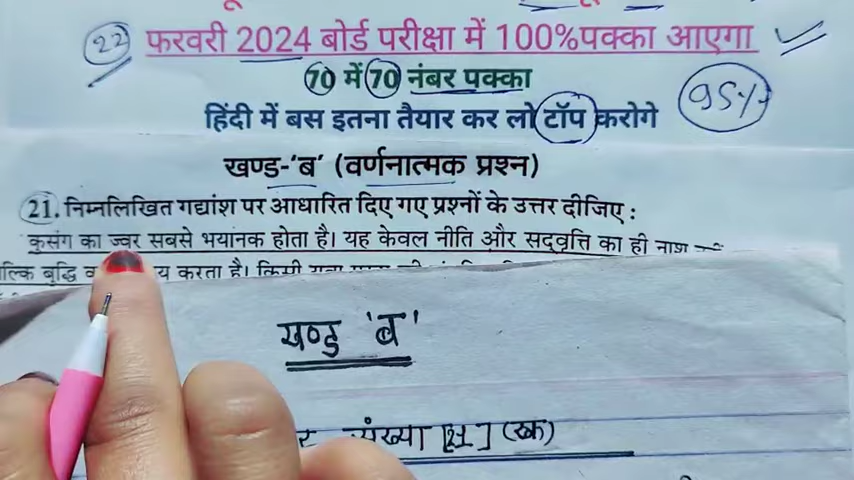 22 फरवरी 2024 बोर्ड परीक्षा में 100%पक्का आएगा
70 में 70 नंबर पक्का
95%
हिंदी में बस इतना तैयार कर लो टॉप करोगे
खण्ड-'ब' (वर्णनात्मक प्रश्न)
21. निम्नलिखित गद्यांश पर आधारित दिए गए प्रश्नों के उत्तर दीजिए :
कुसंग का ज्वर सबसे भयानक होता है। यह केवल नीति और सद्वृत्ति का ही नाश
बुद्धि करता है। किसी
खण्ड 'ब'
संख्या [21] (क)